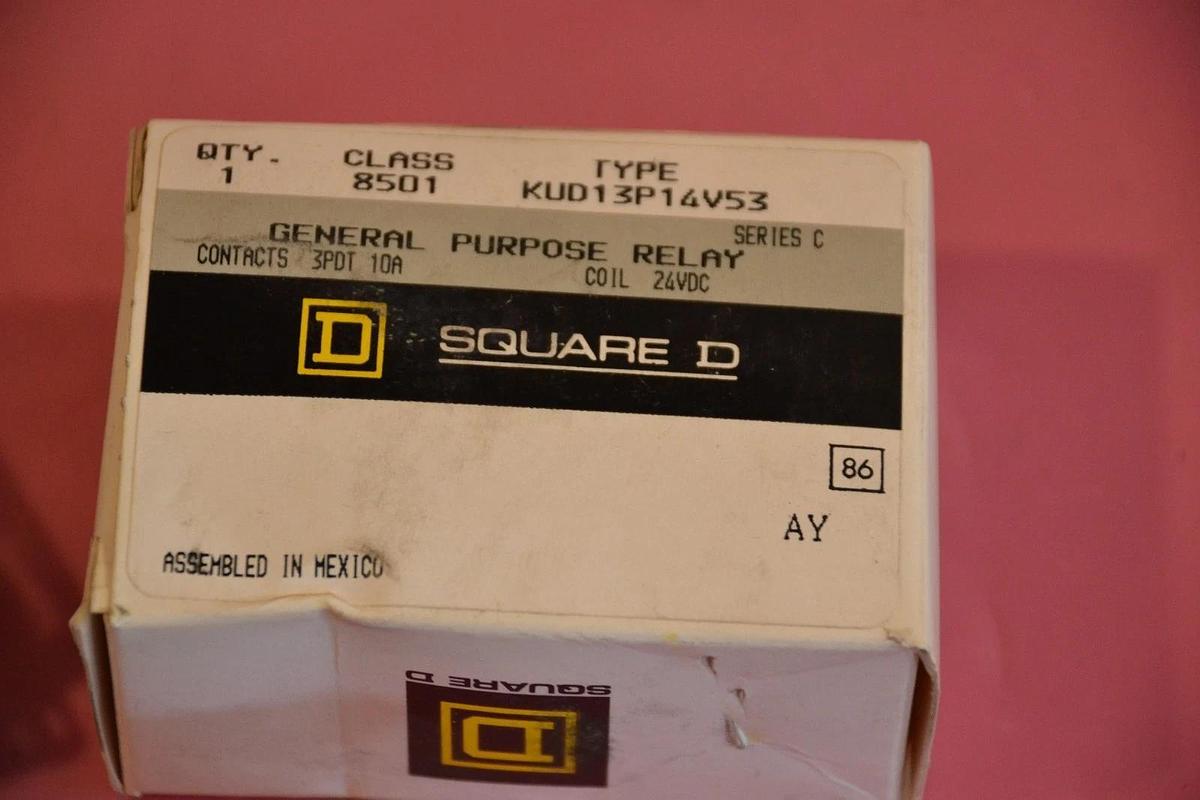 QTY. CLASS TYPE
1 8501 KUD13P14V53
SERIES C
GENERAL PURPOSE RELAY
CONTACTS 3PDT 10A COIL 24VDC
D SQUARE D
86
AY
ASSEMBLED IN MEXICO
SQUARE D
D